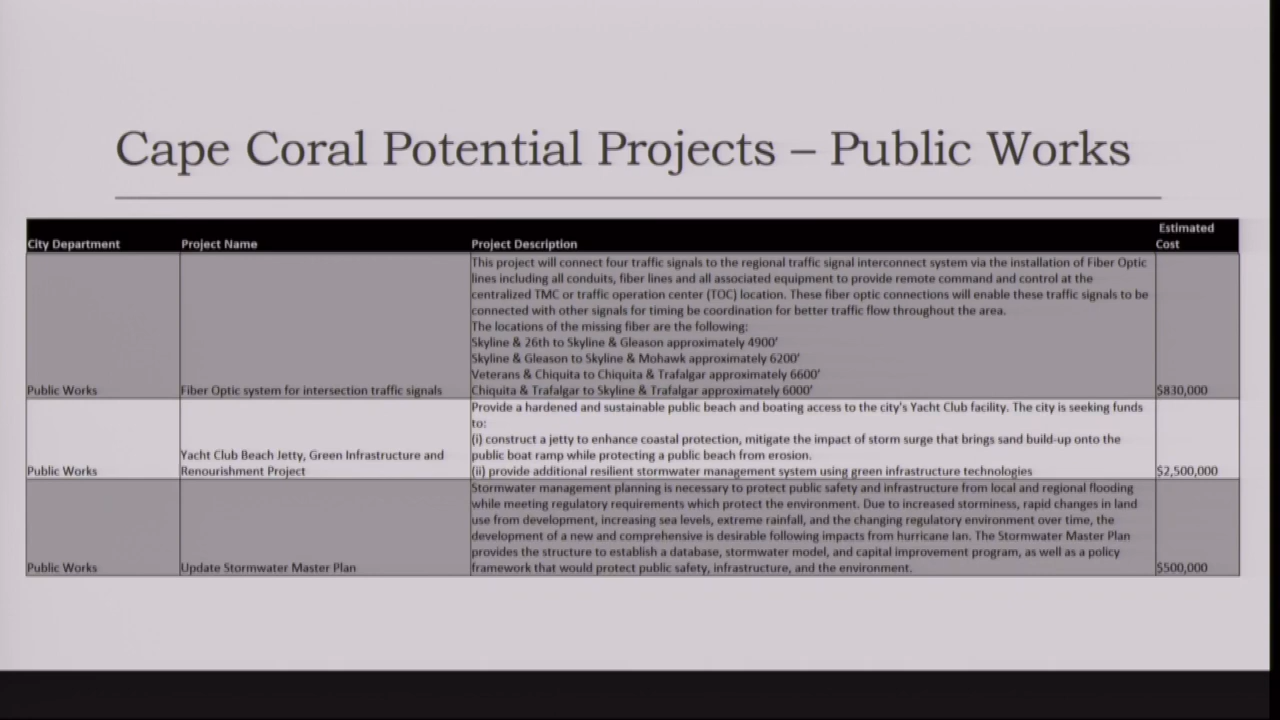 Cape Coral Potential Projects – Public Works
City Department Project Name Project Description Estimated Cost
This project will connect four traffic signals to the regional traffic signal interconnect system via the installation of Fiber Optic
lines including all conduits, fiber lines and all associated equipment to provide remote command and control at the
centralized TMC or traffic operation center (TOC) location. These fiber optic connections will enable these traffic signals to be
connected with other signals for timing be coordination for better traffic flow throughout the area.
The locations of the missing fiber are the following:
Skyline & 26th to Skyline & Gleason approximately 4900'
Skyline & Gleason to Skyline & Mohawk approximately 6200'
Veterans & Chiquita to Chiquita & Trafalgar approximately 6600'
Public Works Fiber Optic system for intersection traffic signals Chiquita & Trafalgar to Skyline & Trafalgar approximately 6000' $830,000
Provide a hardened and sustainable public beach and boating access to the city's Yacht Club facility. The city is seeking funds
to:
(i) construct a jetty to enhance coastal protection, mitigate the impact of storm surge that brings sand build-up onto the
Yacht Club Beach Jetty, Green Infrastructure and public boat ramp while protecting a public beach from erosion.
Public Works Renourishment Project (ii) provide additional resilient stormwater management system using green infrastructure technologies $2,500,000
Stormwater management planning is necessary to protect public safety and infrastructure from local and regional flooding
while meeting regulatory requirements which protect the environment. Due to increased storminess, rapid changes in land
use from development, increasing sea levels, extreme rainfall, and the changing regulatory environment over time, the
development of a new and comprehensive is desirable following impacts from hurricane Ian. The Stormwater Master Plan
provides the structure to establish a database, stormwater model, and capital improvement program, as well as a policy
Public Works Update Stormwater Master Plan framework that would protect public safety, infrastructure, and the environment. $500,000